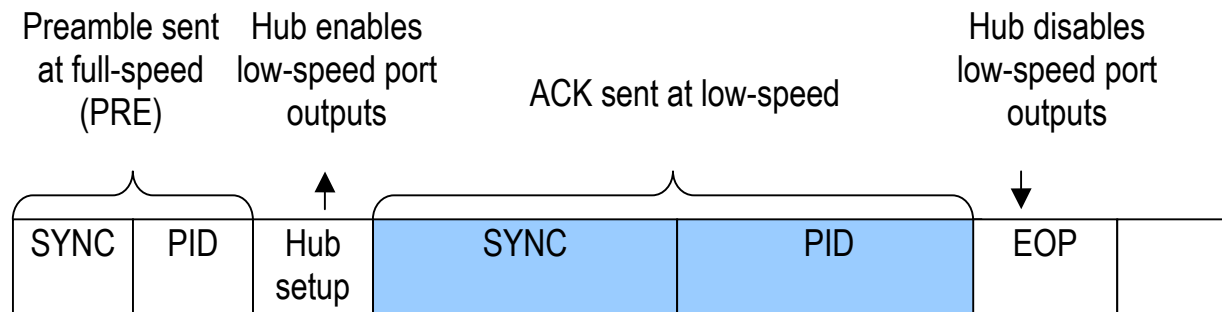 Preamble sent
at full-speed
(PRE)
Hub enables
low-speed port
outputs
ACK sent at low-speed
Hub disables
low-speed port
outputs
SYNC
PID
Hub
setup
SYNC
PID
EOP